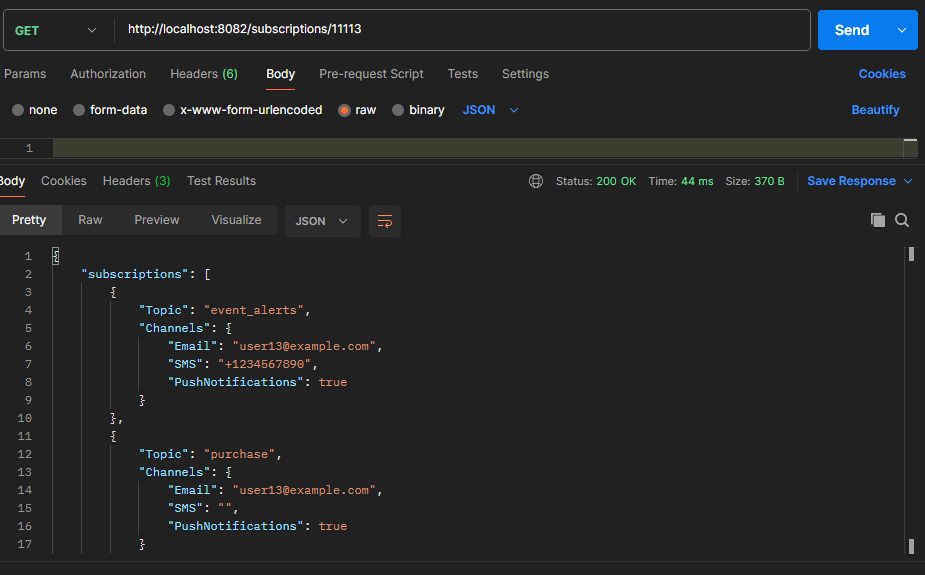 GET http://localhost:8082/subscriptions/11113 Send
Params Authorization Headers (6) Body Pre-request Script Tests Settings Cookies
none form-data x-www-form-urlencoded raw binary JSON Beautify
1
Body Cookies Headers (3) Test Results Status: 200 OK Time: 44 ms Size: 370 B Save Response
Pretty Raw Preview Visualize JSON
1 {
2 "subscriptions": [
3 {
4 "Topic": "event_alerts",
5 "Channels": {
6 "Email": "user13@example.com",
7 "SMS": "+1234567890",
8 "PushNotifications": true
9 }
10 },
11 {
12 "Topic": "purchase",
13 "Channels": {
14 "Email": "user13@example.com",
15 "SMS": "",
16 "PushNotifications": true
17 }